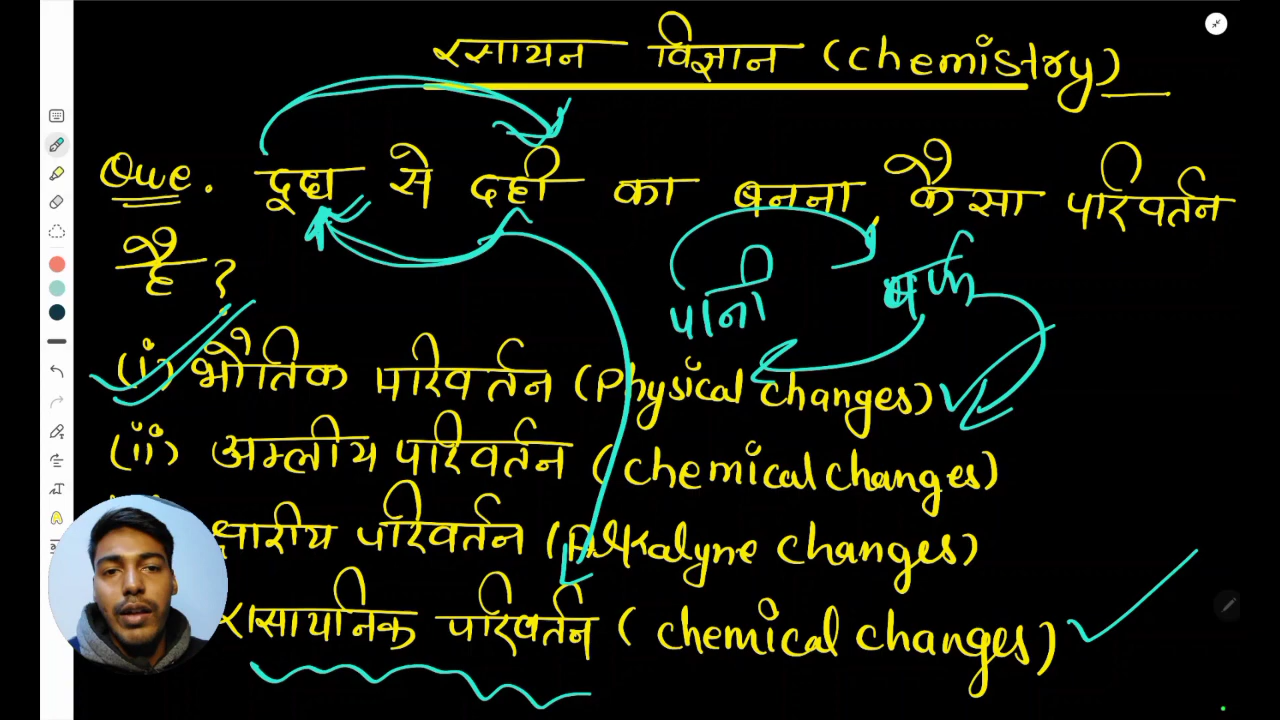 रसायन विज्ञान (Chemistry)
Que. दूध से दही का बनना, कैसा परिवर्तन
है?
पानी बर्फ
(i) भौतिक परिवर्तन (Physical changes)
(ii) अम्लीय परिवर्तन (Chemical changes)
क्षारीय परिवर्तन (Alkalyne changes)
रासायनिक परिवर्तन (chemical changes)